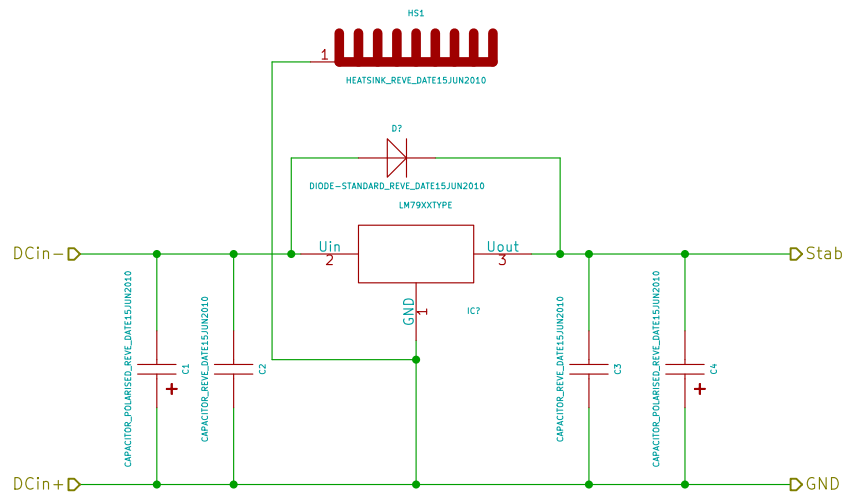 HS1
1
HEATSINK_REVE_DATE15JUN2010
D?
DIODE-STANDARD_REVE_DATE15JUN2010
LM79XXTYPE
DCin-
Uin
2
Uout
3
Stab
GND
1
IC?
CAPACITOR_POLARISED_REVE_DATE15JUN2010
C1
+
CAPACITOR_REVE_DATE15JUN2010
C2
CAPACITOR_REVE_DATE15JUN2010
C3
CAPACITOR_POLARISED_REVE_DATE15JUN2010
C4
+
DCin+
GND